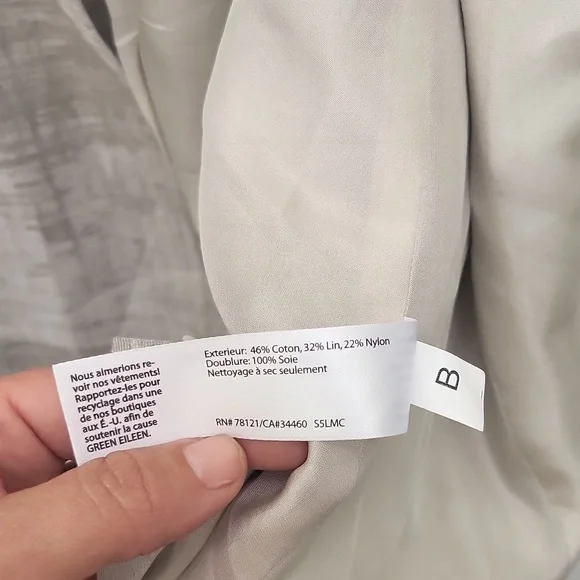 Nous aimerions re-
voir nos vêtements!
Rapportez-les pour
recyclage dans une
de nos boutiques
aux É.-U. afin de
soutenir la cause
GREEN EILEEN.
Exterieur: 46% Coton, 32% Lin, 22% Nylon
Doublure: 100% Soie
Nettoyage à sec seulement
RN# 78121/CA#34460 S5LMC
B